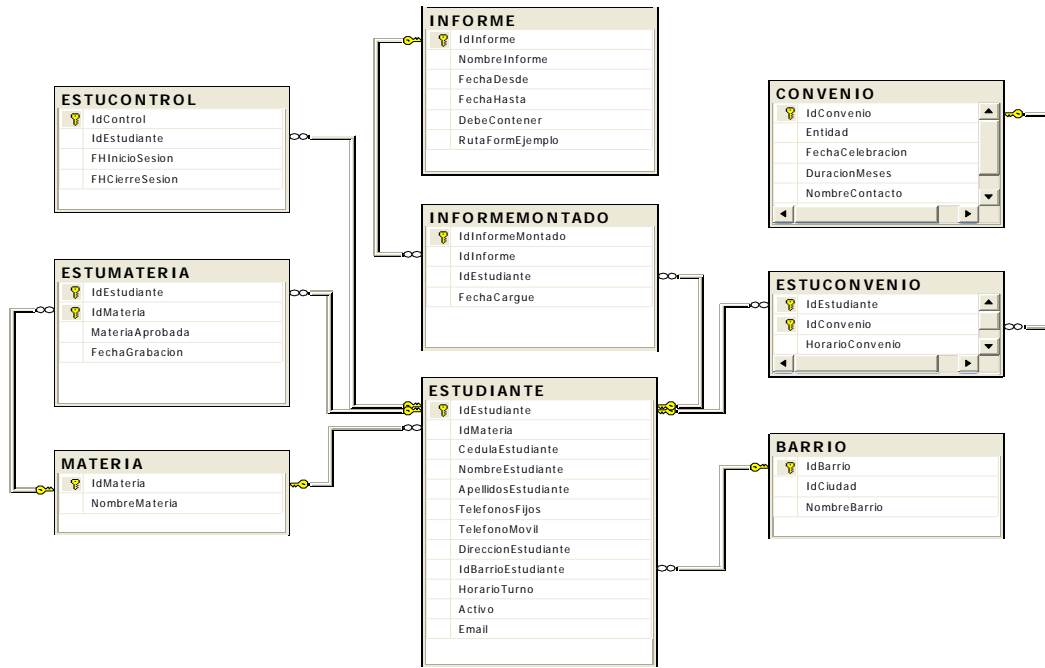 INFORME
IdInforme
NombreInforme
FechaDesde
FechaHasta
DebeContener
RutaFormEjemplo
ESTUCONTROL
IdControl
IdEstudiante
FHInicioSesion
FHCierreSesion
CONVENIO
IdConvenio
Entidad
FechaCelebracion
DuracionMeses
NombreContacto
INFORMEMONTADO
IdInformeMontado
IdInforme
IdEstudiante
FechaCargue
ESTUMATERIA
IdEstudiante
IdMateria
MateriaAprobada
FechaGrabacion
ESTUCONVENIO
IdEstudiante
IdConvenio
HorarioConvenio
ESTUDIANTE
IdEstudiante
IdMateria
CedulaEstudiante
NombreEstudiante
ApellidosEstudiante
TelefonosFijos
TelefonoMovil
DireccionEstudiante
IdBarrioEstudiante
HorarioTurno
Activo
Email
MATERIA
IdMateria
NombreMateria
BARRIO
IdBarrio
IdCiudad
NombreBarrio